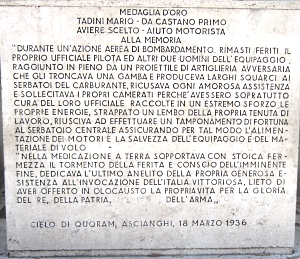 MEDAGLIA D'ORO
TADINI MARIO - DA CASTANO PRIMO
AVIERE SCELTO - AIUTO MOTORISTA
ALLA MEMORIA
"DURANTE UN'AZIONE AEREA DI BOMBARDAMENTO, RIMASTI FERITI IL
PROPRIO UFFICIALE PILOTA ED ALTRI DUE UOMINI DELL'EQUIPAGGIO,
RAGGIUNTO IN PIENO DA UN PROIETTILE DI ARTIGLIERIA AVVERSARIA
CHE GLI TRONCAVA UNA GAMBA E PRODUCEVA LARGHI SQUARCI AI
SERBATOI DEL CARBURANTE, RICUSAVA OGNI AMOROSA ASSISTENZA
E SOLLECITAVA I PROPRI CAMERATI PERCHÈ AVESSERO SOPRATTUTTO
CURA DEL LORO UFFICIALE. RACCOLTE IN UN ESTREMO SFORZO LE
PROPRIE ENERGIE, STRAPPATO UN LEMBO DELLA PROPRIA TENUTA DI
LAVORO, RIUSCIVA AD EFFETTUARE UN TAMPONAMENTO DI FORTUNA
AL SERBATOIO CENTRALE ASSICURANDO PER TAL MODO L'ALIMEN-
TAZIONE DEI MOTORI E LA SALVEZZA DELL'EQUIPAGGIO E DEL MA-
TERIALE DI VOLO
"NELLA MEDICAZIONE A TERRA SOPPORTAVA CON STOICA FER-
MEZZA IL TORMENTO DELLA FERITA E CONSCIO DELL'IMMINENTE
FINE, DEDICAVA L'ULTIMO ANELITO DELLA PROPRIA GENEROSA E-
SISTENZA ALL'INVOCAZIONE DELL'ITALIA VITTORIOSA, LIETO DI
AVER OFFERTO IN OLOCAUSTO LA PROPRIA VITA PER LA GLORIA
DEL RE, DELLA PATRIA, DELL'ARMA,,
CIELO DI QUORAM, ASCIANGHI, 18 MARZO 1936